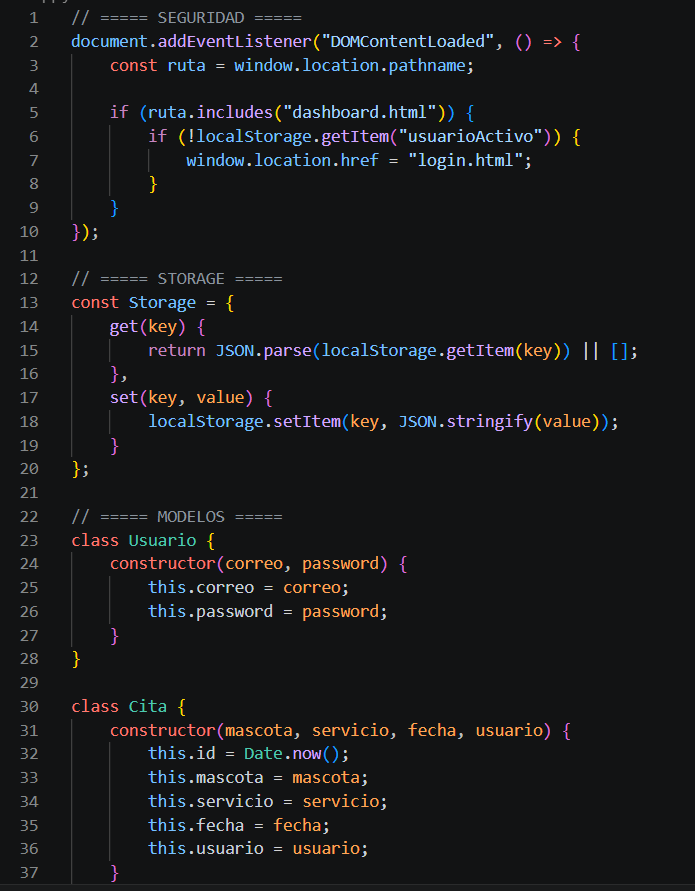 1 // ===== SEGURIDAD =====
2 document.addEventListener("DOMContentLoaded", () => {
3     const ruta = window.location.pathname;
4
5     if (ruta.includes("dashboard.html")) {
6         if (!localStorage.getItem("usuarioActivo")) {
7             window.location.href = "login.html";
8         }
9     }
10 });
11
12 // ===== STORAGE =====
13 const Storage = {
14     get(key) {
15         return JSON.parse(localStorage.getItem(key)) || [];
16     },
17     set(key, value) {
18         localStorage.setItem(key, JSON.stringify(value));
19     }
20 };
21
22 // ===== MODELOS =====
23 class Usuario {
24     constructor(correo, password) {
25         this.correo = correo;
26         this.password = password;
27     }
28 }
29
30 class Cita {
31     constructor(mascota, servicio, fecha, usuario) {
32         this.id = Date.now();
33         this.mascota = mascota;
34         this.servicio = servicio;
35         this.fecha = fecha;
36         this.usuario = usuario;
37     }